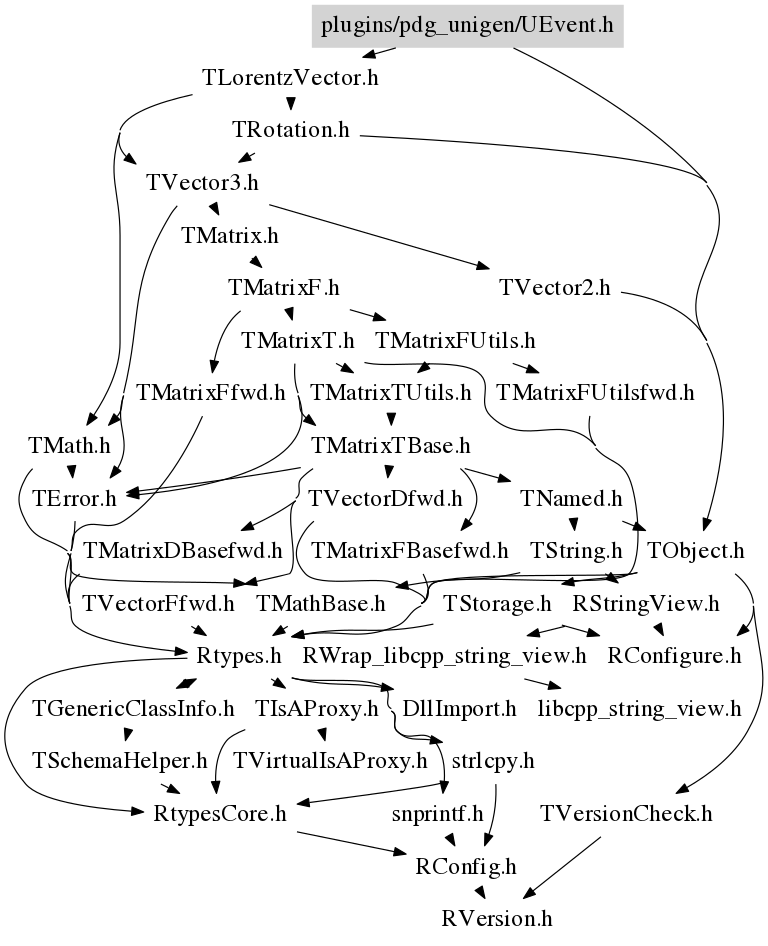 plugins/pdg_unigen/UEvent.h
TLorentzVector.h
TRotation.h
TVector3.h
TMatrix.h
TMatrixF.h
TVector2.h
TMatrixT.h
TMatrixFUtils.h
TMatrixFfwd.h
TMatrixTUtils.h
TMatrixFUtilsfwd.h
TMath.h
TMatrixTBase.h
TError.h
TVectorDfwd.h
TNamed.h
TMatrixDBasefwd.h
TMatrixFBasefwd.h
TString.h
TObject.h
TVectorFfwd.h
TMathBase.h
TStorage.h
RStringView.h
Rtypes.h
RWrap_libcpp_string_view.h
RConfigure.h
TGenericClassInfo.h
TIsAProxy.h
DllImport.h
libcpp_string_view.h
TSchemaHelper.h
TVirtualIsAProxy.h
strlcpy.h
RtypesCore.h
snprintf.h
TVersionCheck.h
RConfig.h
RVersion.h